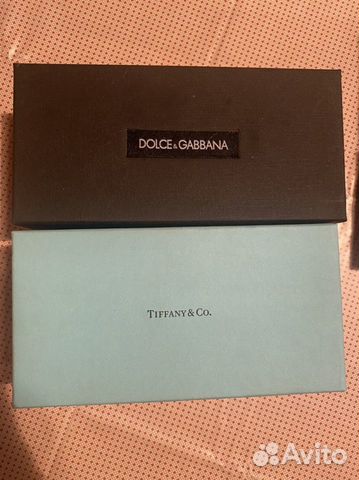 DOLCE & GABBANA
TIFFANY & CO.
Avito